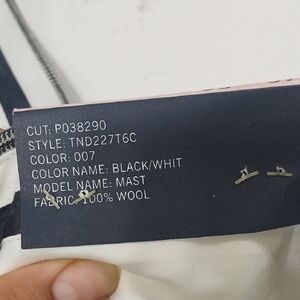 CUT: P038290
STYLE: TND227T6C
COLOR: 007
COLOR NAME: BLACK/WHIT
MODEL NAME: MAST
FABRIC: 100% WOOL